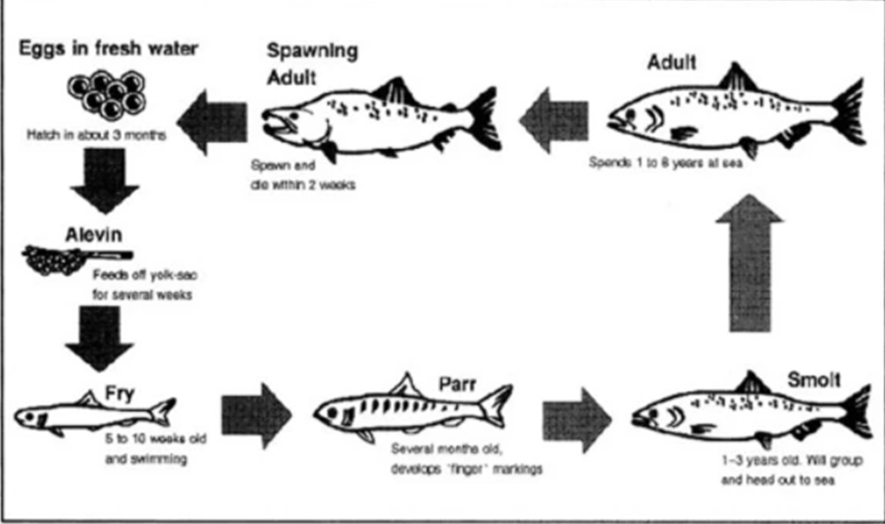 Eggs in fresh water
Hatch in about 3 months
Spawning
Adult
Spawn and
die within 2 weeks
Adult
Spends 1 to 8 years at sea
Alevin
Feeds off yolk-sac
for several weeks
Fry
5 to 10 weeks old
and swimming
Parr
Several months old,
develops "finger" markings
Smolt
1-3 years old. Will group
and head out to sea